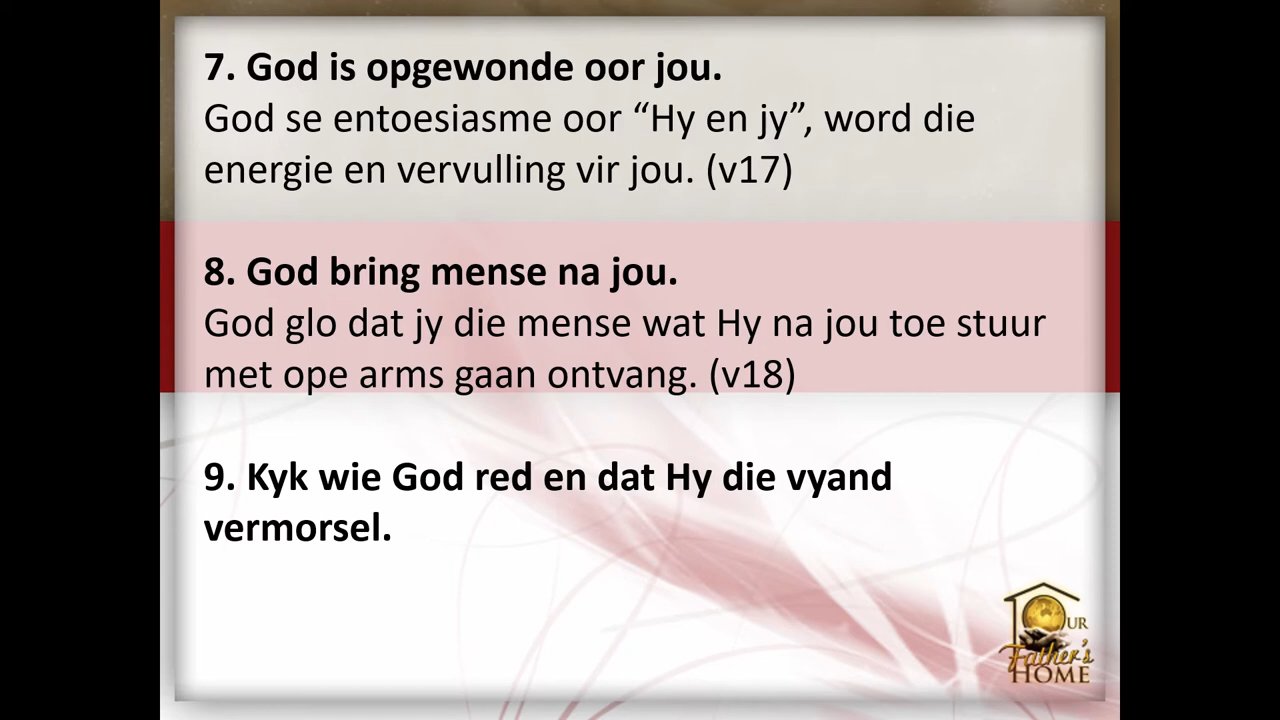 7. God is opgewonde oor jou.
God se entoesiasme oor “Hy en jy”, word die
energie en vervulling vir jou. (v17)
8. God bring mense na jou.
God glo dat jy die mense wat Hy na jou toe stuur
met ope arms gaan ontvang. (v18)
9. Kyk wie God red en dat Hy die vyand
vermorsel.
OUR
Father's
HOME